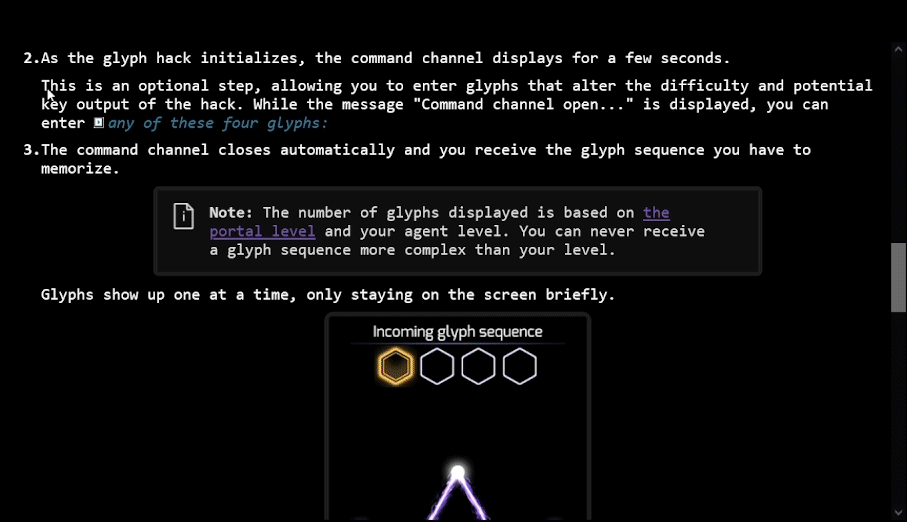 2.As the glyph hack initializes, the command channel displays for a few seconds.
This is an optional step, allowing you to enter glyphs that alter the difficulty and potential
key output of the hack. While the message "Command channel open..." is displayed, you can
enter any of these four glyphs:
3.The command channel closes automatically and you receive the glyph sequence you have to
memorize.
Note: The number of glyphs displayed is based on the
portal level and your agent level. You can never receive
a glyph sequence more complex than your level.
Glyphs show up one at a time, only staying on the screen briefly.
Incoming glyph sequence